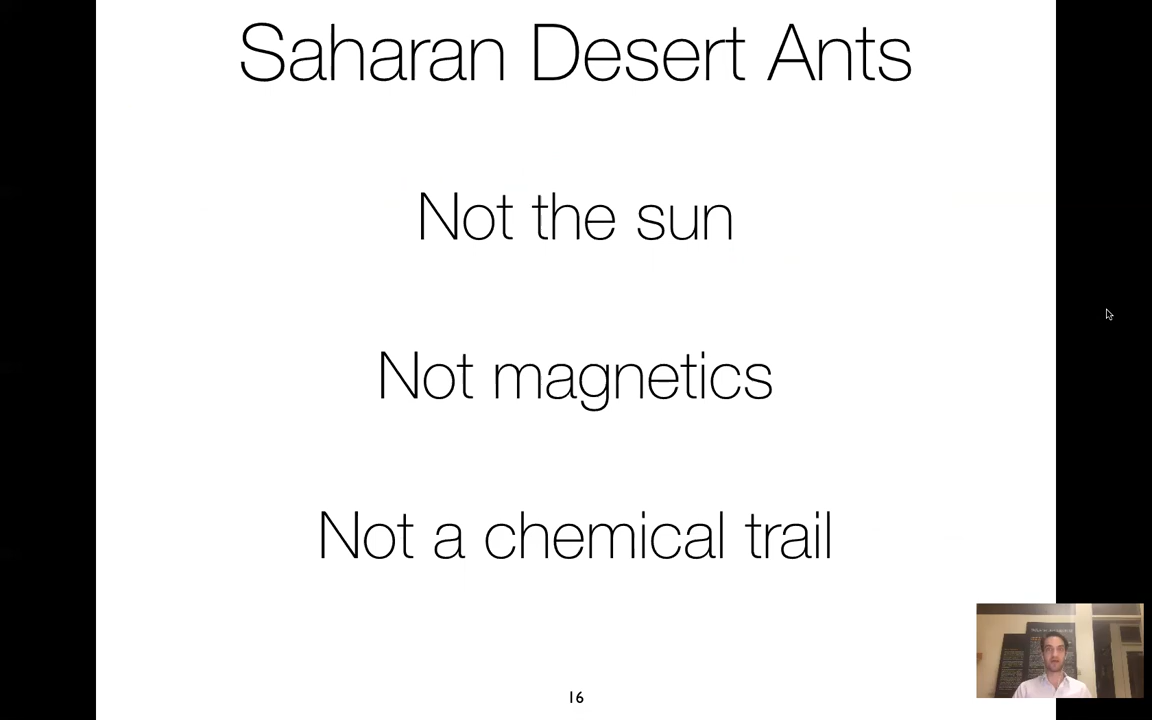 Saharan Desert Ants
Not the sun
Not magnetics
Not a chemical trail
16